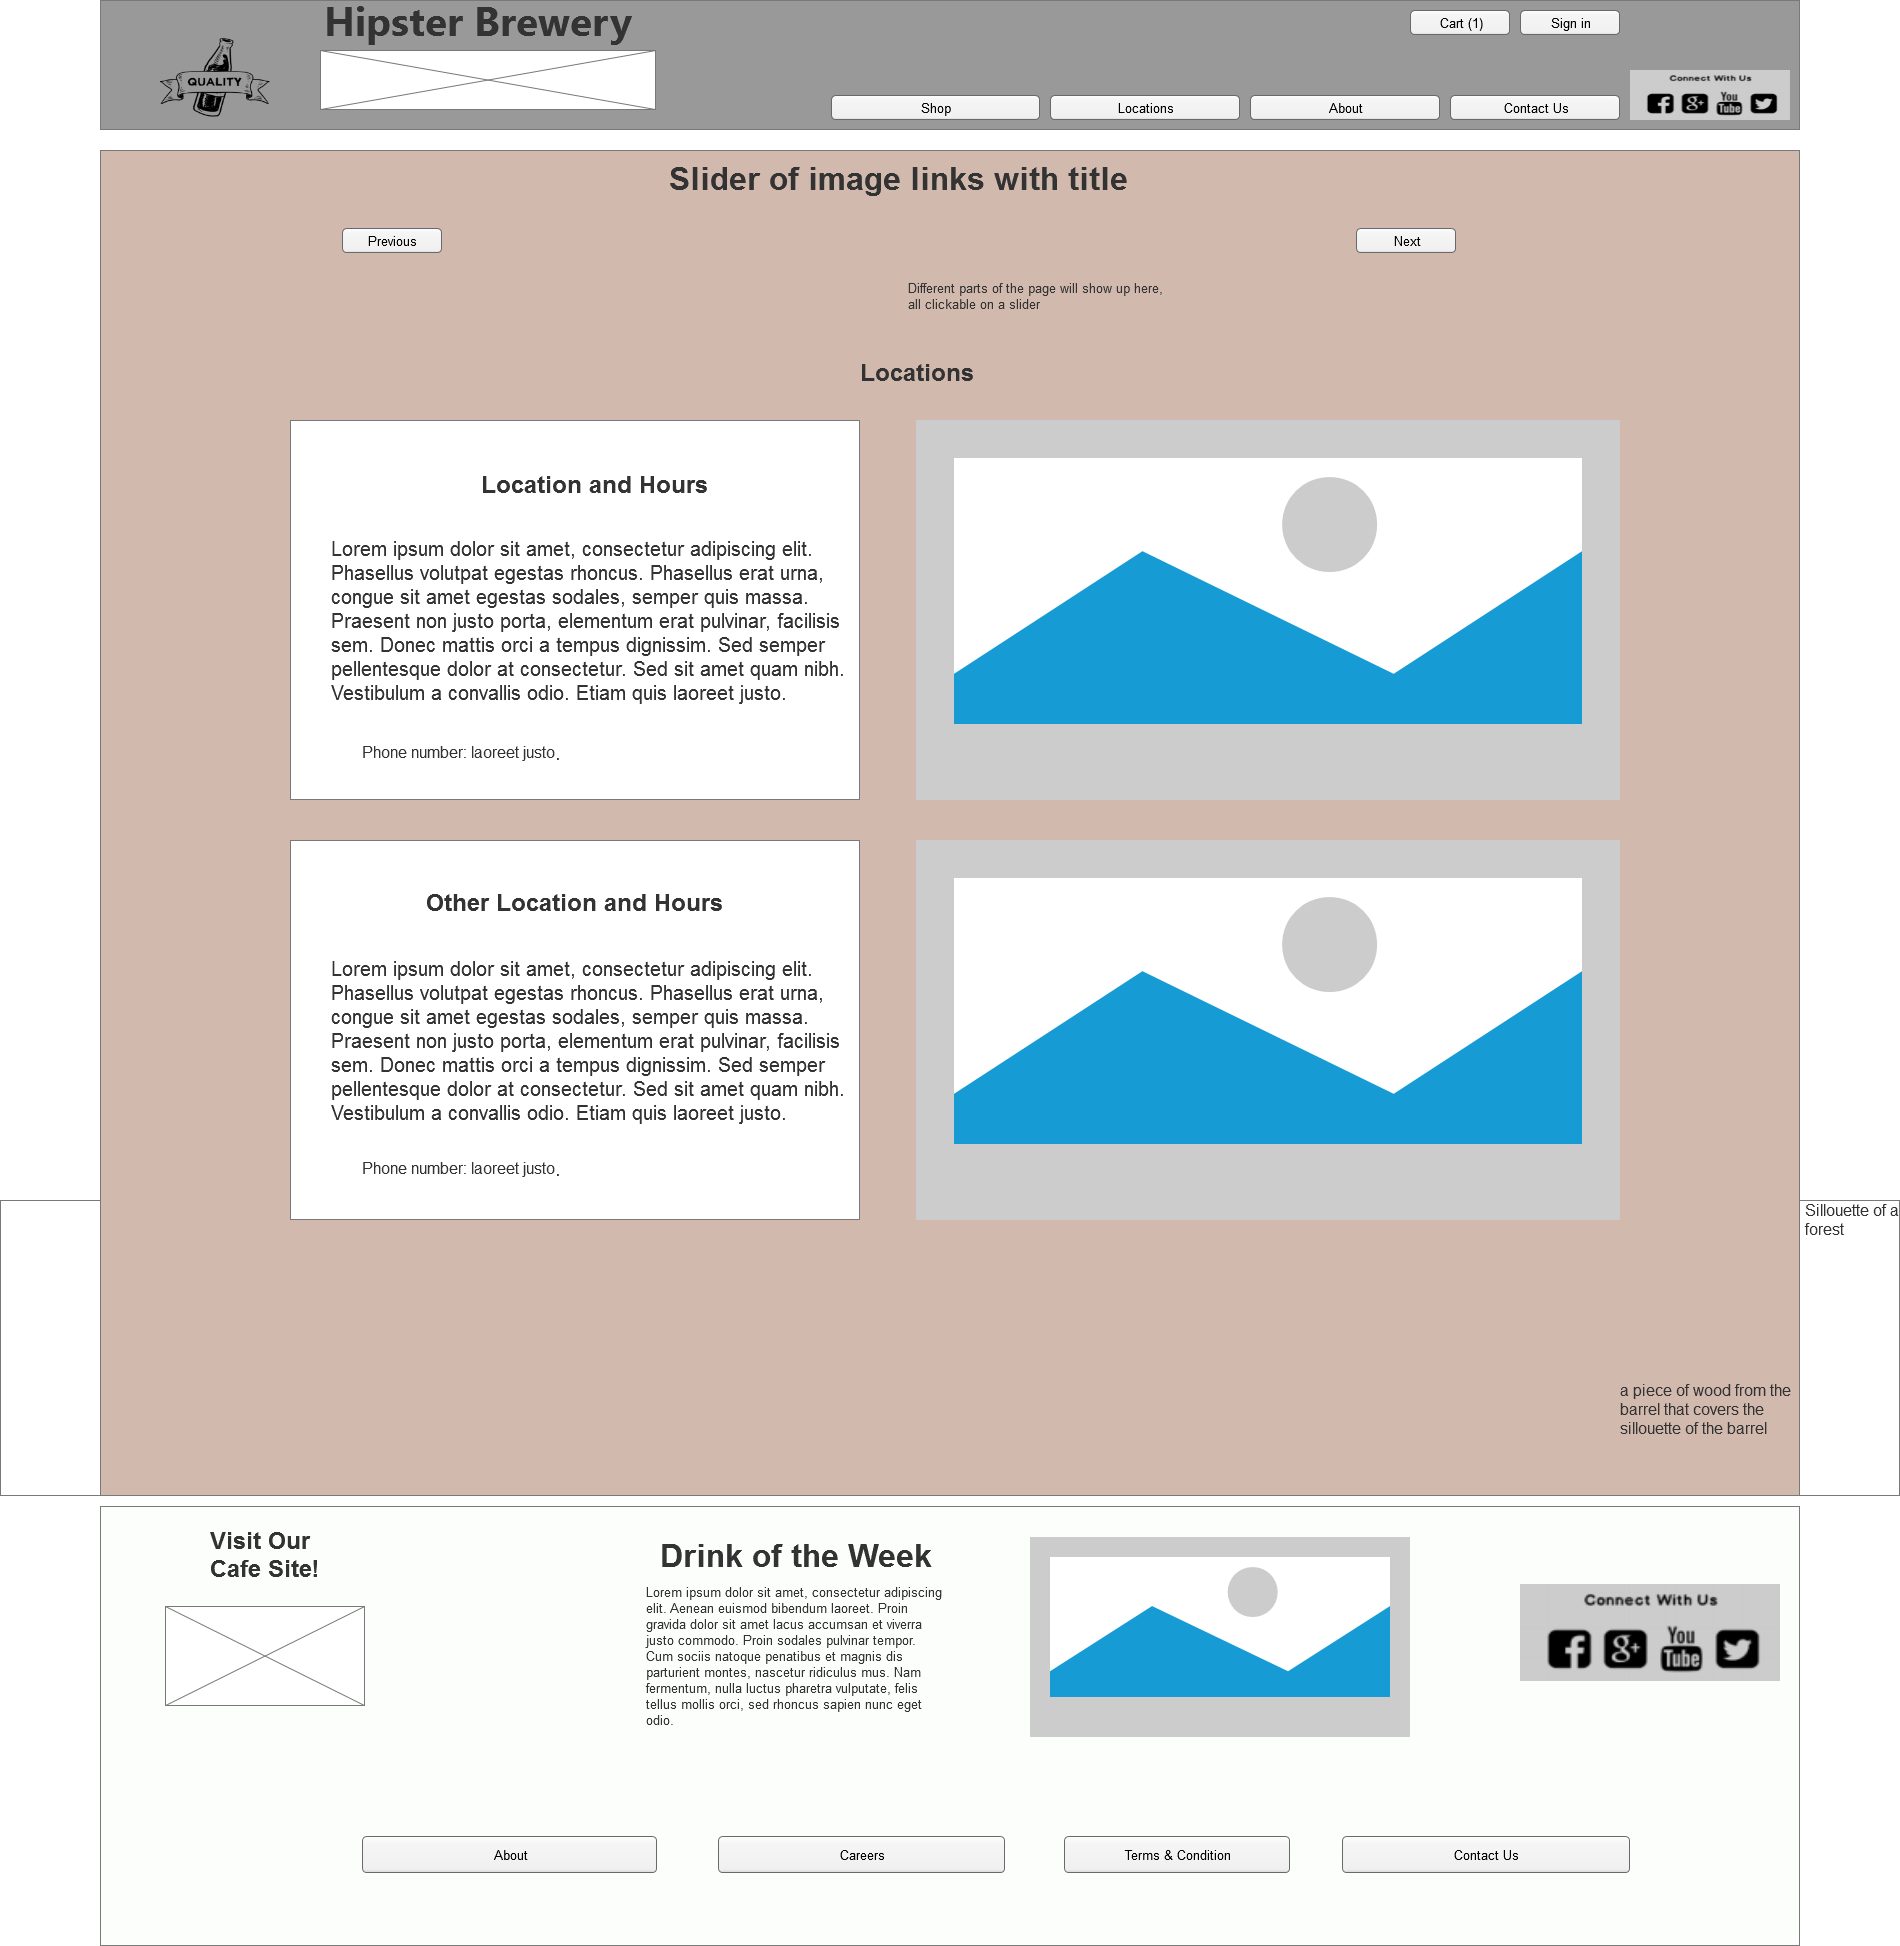 Hipster Brewery
Cart (1)
Sign in
QUALITY
Shop
Locations
About
Contact Us
Connect With Us
You
Tube
Slider of image links with title
Previous
Next
Different parts of the page will show up here,
all clickable on a slider
Locations
Location and Hours
Lorem ipsum dolor sit amet, consectetur adipiscing elit.
Phasellus volutpat egestas rhoncus. Phasellus erat urna,
congue sit amet egestas sodales, semper quis massa.
Praesent non justo porta, elementum erat pulvinar, facilisis
sem. Donec mattis orci a tempus dignissim. Sed semper
pellentesque dolor at consectetur. Sed sit amet quam nibh.
Vestibulum a convallis odio. Etiam quis laoreet justo.
Phone number: laoreet justo.
Other Location and Hours
Lorem ipsum dolor sit amet, consectetur adipiscing elit.
Phasellus volutpat egestas rhoncus. Phasellus erat urna,
congue sit amet egestas sodales, semper quis massa.
Praesent non justo porta, elementum erat pulvinar, facilisis
sem. Donec mattis orci a tempus dignissim. Sed semper
pellentesque dolor at consectetur. Sed sit amet quam nibh.
Vestibulum a convallis odio. Etiam quis laoreet justo.
Phone number: laoreet justo.
Sillouette of a
forest
a piece of wood from the
barrel that covers the
sillouette of the barrel
Visit Our
Cafe Site!
Drink of the Week
Lorem ipsum dolor sit amet, consectetur adipiscing
elit. Aenean euismod bibendum laoreet. Proin
gravida dolor sit amet lacus accumsan et viverra
justo commodo. Proin sodales pulvinar tempor.
Cum sociis natoque penatibus et magnis dis
parturient montes, nascetur ridiculus mus. Nam
fermentum, nulla luctus pharetra vulputate, felis
tellus mollis orci, sed rhoncus sapien nunc eget
odio.
Connect With Us
You
Tube
About
Careers
Terms & Condition
Contact Us